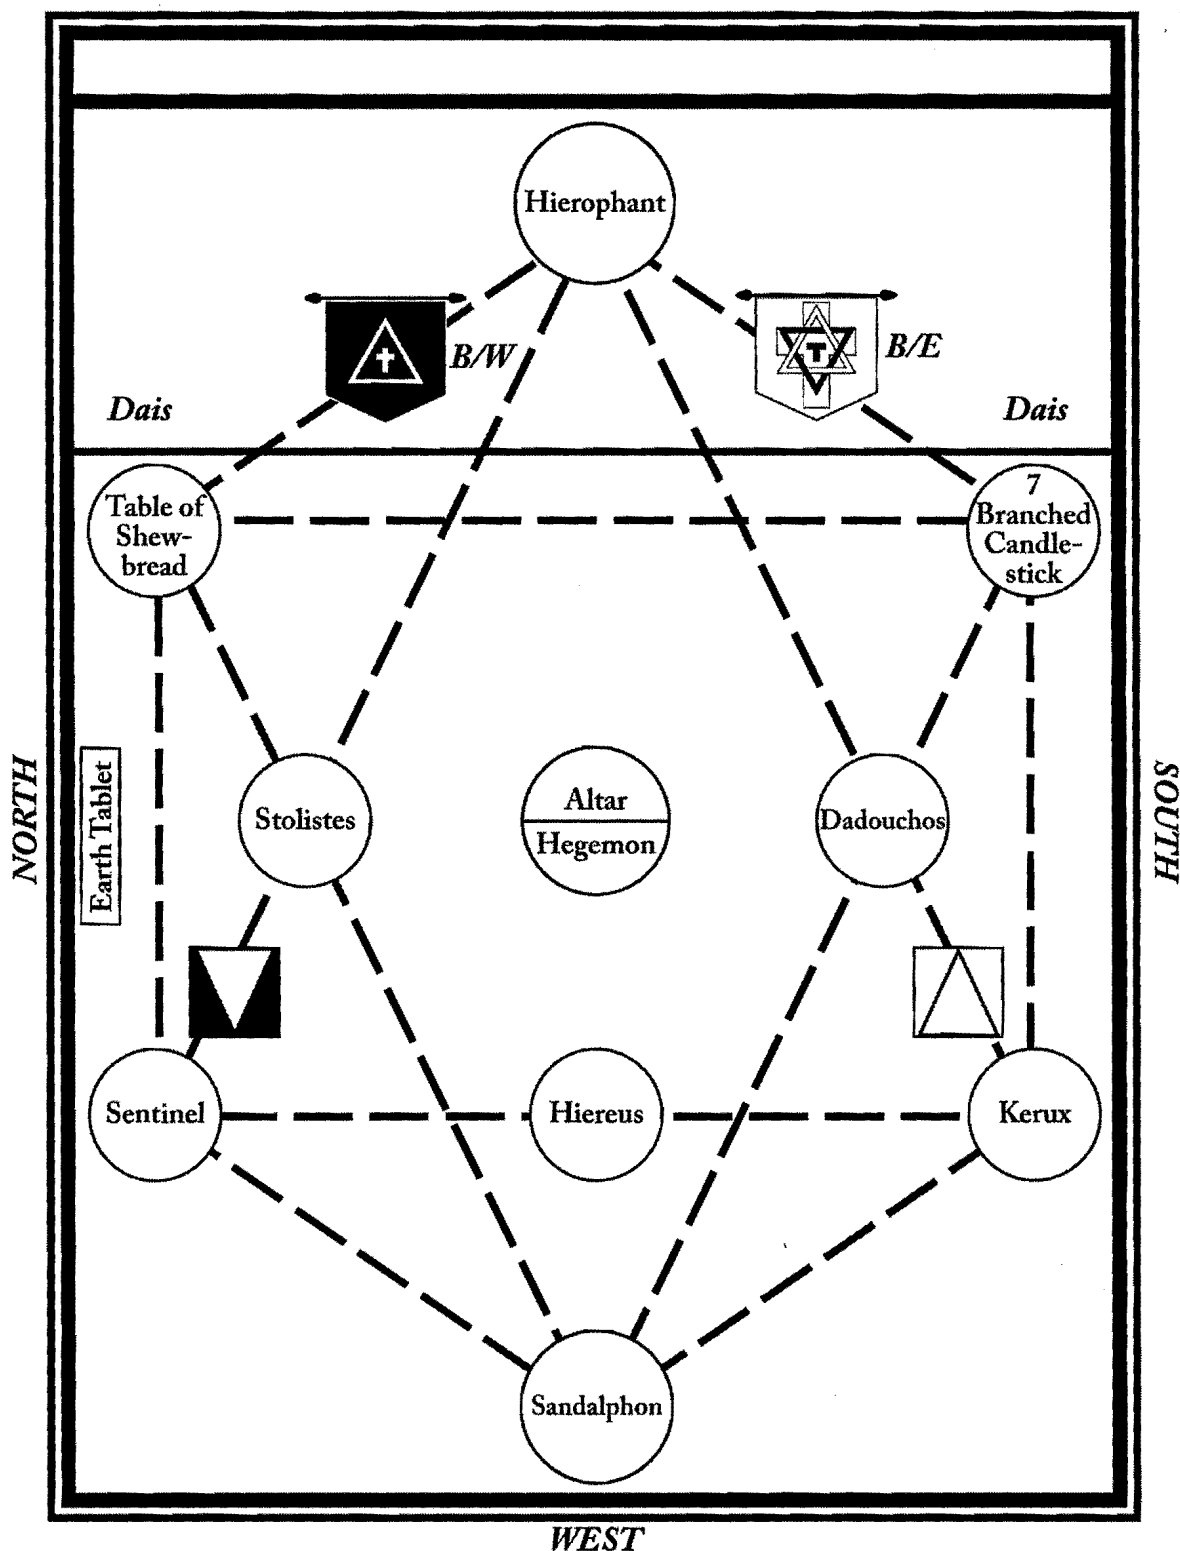 Hierophant
B/W
B/E
Dais
Dais
Table of
Shew-
bread
7
Branched
Candle-
stick
NORTH
Earth Tablet
Stolistes
Altar
Hegemon
Dadouchos
SOUTH
Sentinel
Hiereus
Kerux
Sandalphon
WEST